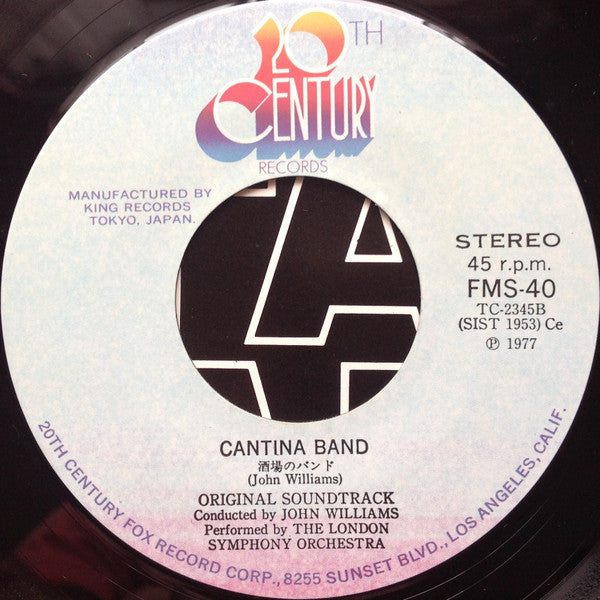 20TH
CENTURY
RECORDS
MANUFACTURED BY
KING RECORDS
TOKYO, JAPAN.
STEREO
45 r.p.m.
FMS-40
TC-2345B
(SIST 1953) Ce
Ⓟ 1977
CANTINA BAND
酒場のバンド
(John Williams)
ORIGINAL SOUNDTRACK
Conducted by JOHN WILLIAMS
Performed by THE LONDON
SYMPHONY ORCHESTRA
20TH CENTURY FOX RECORD CORP., 8255 SUNSET BLVD., LOS ANGELES, CALIF.